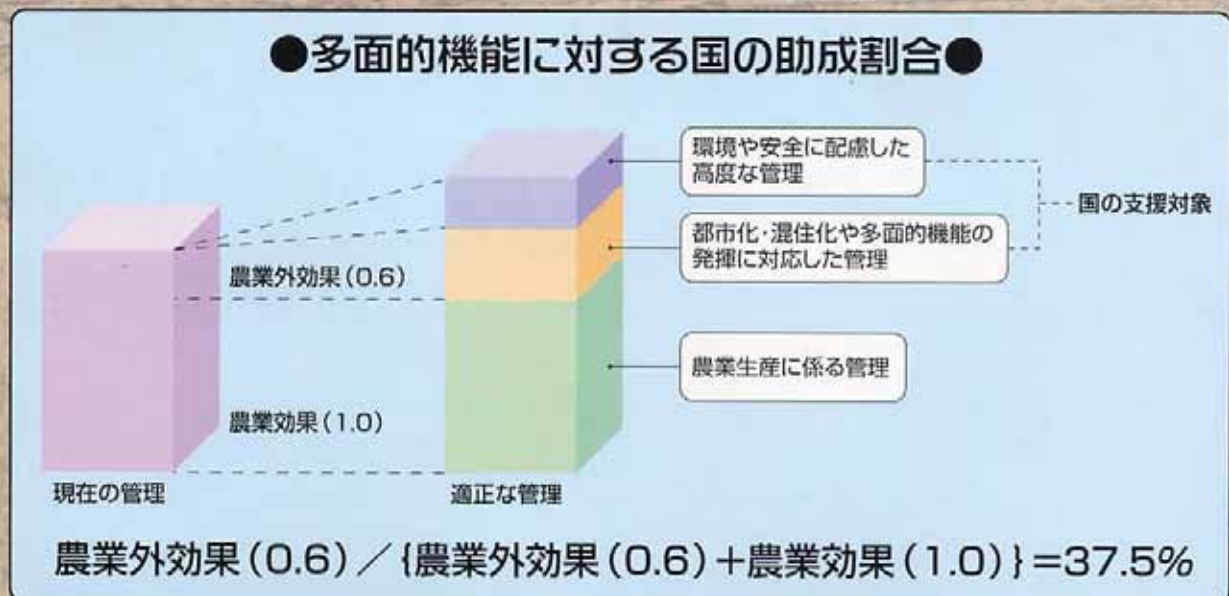 ●多面的機能に対する国の助成割合●
環境や安全に配慮した
高度な管理
国の支援対象
都市化・混住化や多面的機能の
発揮に対応した管理
農業外効果(0.6)
農業生産に係る管理
農業効果(1.0)
現在の管理
適正な管理
農業外効果(0.6)/{農業外効果(0.6)+農業効果(1.0)}=37.5%